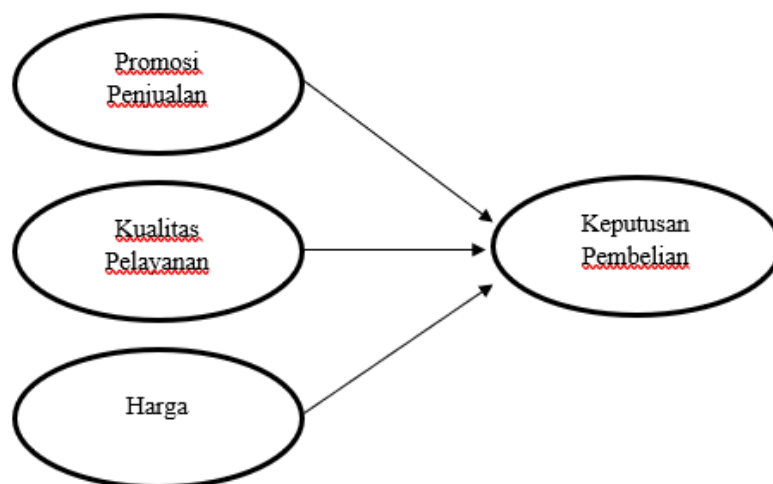 Promosi
Penjualan
Kualitas
Pelayanan
Keputusan
Pembelian
Harga